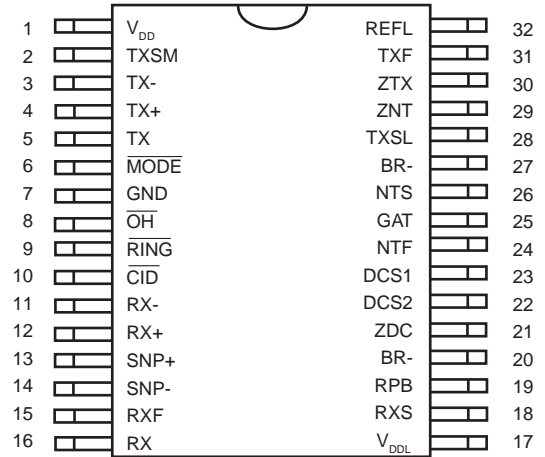 1 VDD REFL 32
2 TXSM TXF 31
3 TX- ZTX 30
4 TX+ ZNT 29
5 TX TXSL 28
6 MODE BR- 27
7 GND NTS 26
8 OH GAT 25
9 RING NTF 24
10 CID DCS1 23
11 RX- DCS2 22
12 RX+ ZDC 21
13 SNP+ BR- 20
14 SNP- RPB 19
15 RXF RXS 18
16 RX VDDL 17